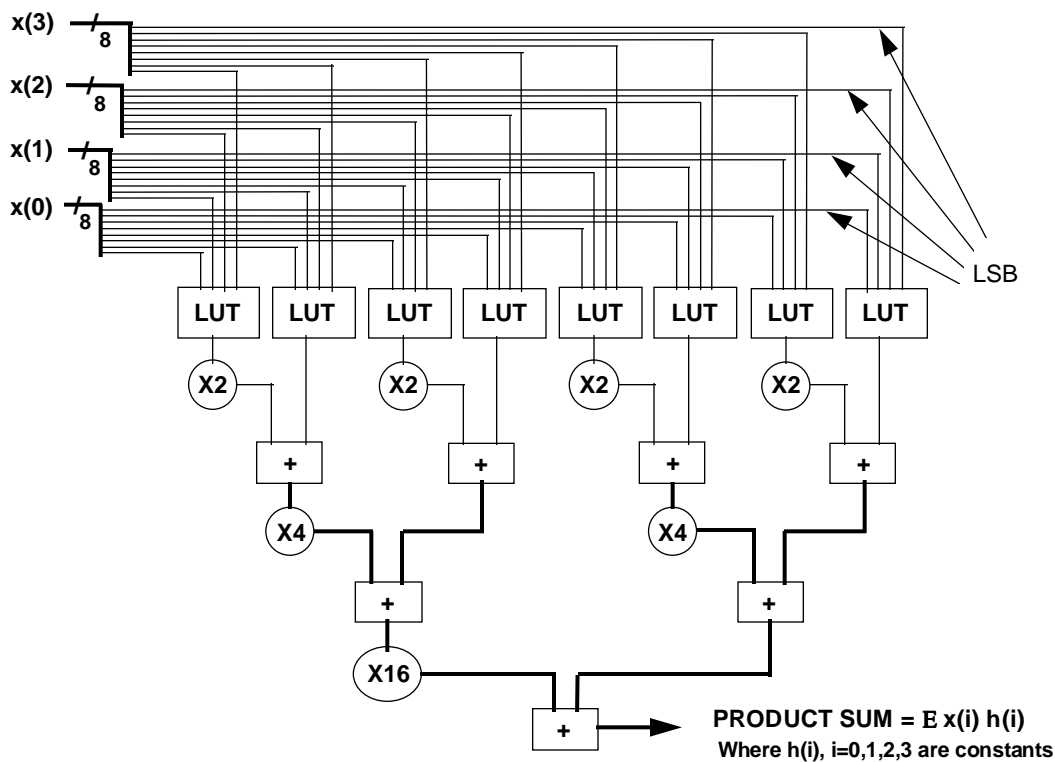 x(3)
8
x(2)
8
x(1)
8
x(0)
8
LSB
LUT LUT LUT LUT LUT LUT LUT LUT
X2 X2 X2 X2
+ + + +
X4 X4
+ +
X16
+
PRODUCT SUM = E x(i) h(i)
Where h(i), i=0,1,2,3 are constants